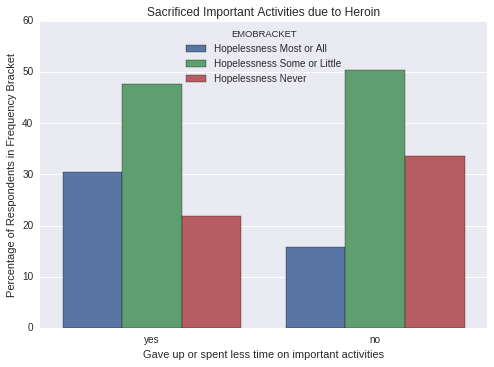 Sacrificed Important Activities due to Heroin
60
50
40
30
20
10
0
Percentage of Respondents in Frequency Bracket
EMOBRACKET
Hopelessness Most or All
Hopelessness Some or Little
Hopelessness Never
yes
no
Gave up or spent less time on important activities